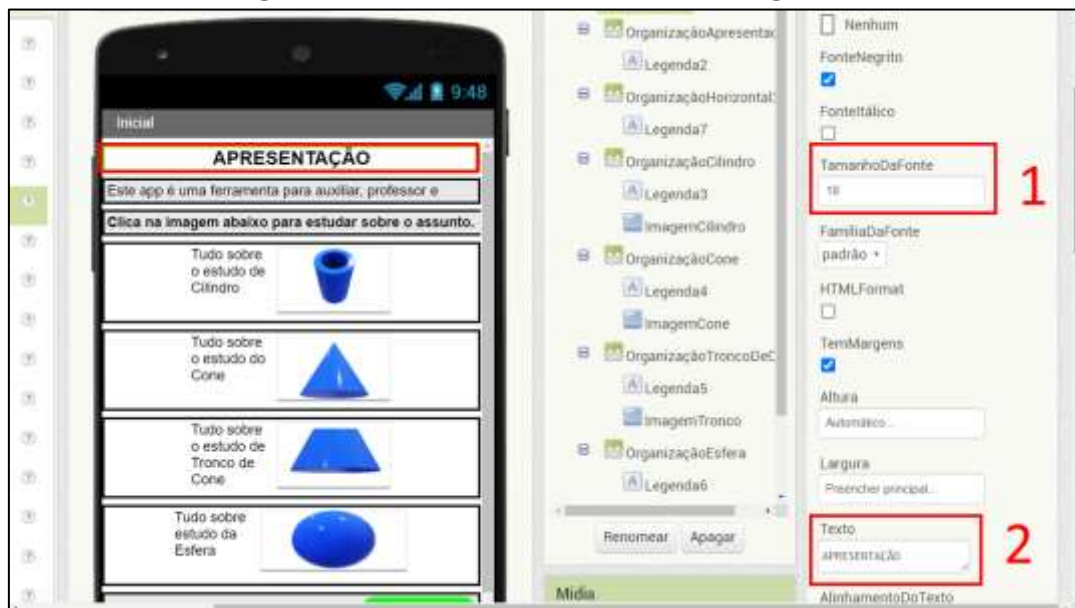 9:48
Inicial
APRESENTAÇÃO
Este app é uma ferramenta para auxiliar, professor e
Clica na imagem abaixo para estudar sobre o assunto.
Tudo sobre
o estudo de
Cilindro
Tudo sobre
o estudo do
Cone
Tudo sobre
o estudo de
Tronco de
Cone
Tudo sobre
estudo da
Esfera
OrganizaçãoApresentaç
Legenda2
OrganizaçãoHorizontal
Legenda7
OrganizaçãoCilindro
Legenda3
ImagemCilindro
OrganizaçãoCone
Legenda4
ImagemCone
OrganizaçãoTroncoDeC
Legenda5
ImagemTronco
OrganizaçãoEsfera
Legenda6
Renomear Apagar
Mídia
Nenhum
FonteNegrito
FonteItálico
TamanhoDaFonte
18
1
FamíliaDaFonte
padrão
HTMLFormat
TemMargens
Altura
Automático...
Largura
Preencher principal...
Texto
APRESENTAÇÃO
2
AlinhamentoDoTexto